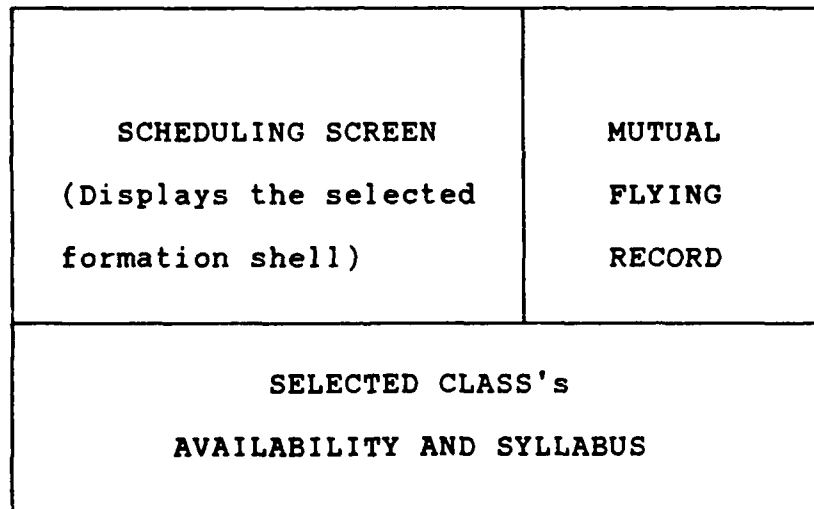 SCHEDULING SCREEN
(Displays the selected
formation shell)
MUTUAL
FLYING
RECORD
SELECTED CLASS's
AVAILABILITY AND SYLLABUS